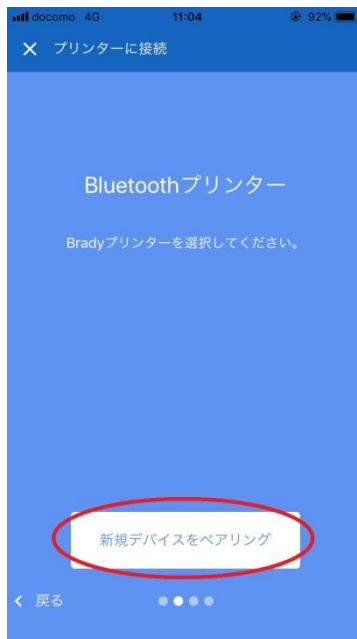 docomo 4G 11:04 92%
プリンターに接続
Bluetoothプリンター
Bradyプリンターを選択してください。
新規デバイスをペアリング
戻る